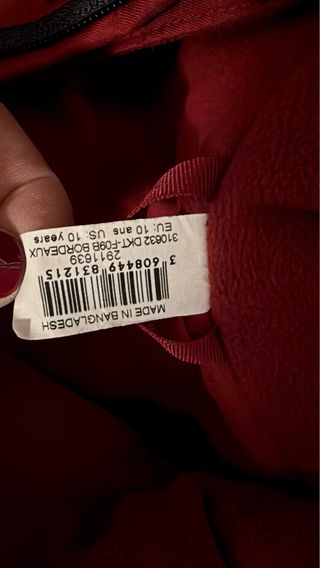 EU: 10 ans US: 10 years
310632 DKT-F09B BORDEAUX
2911639
3 608449 831215
MADE IN BANGLADESH